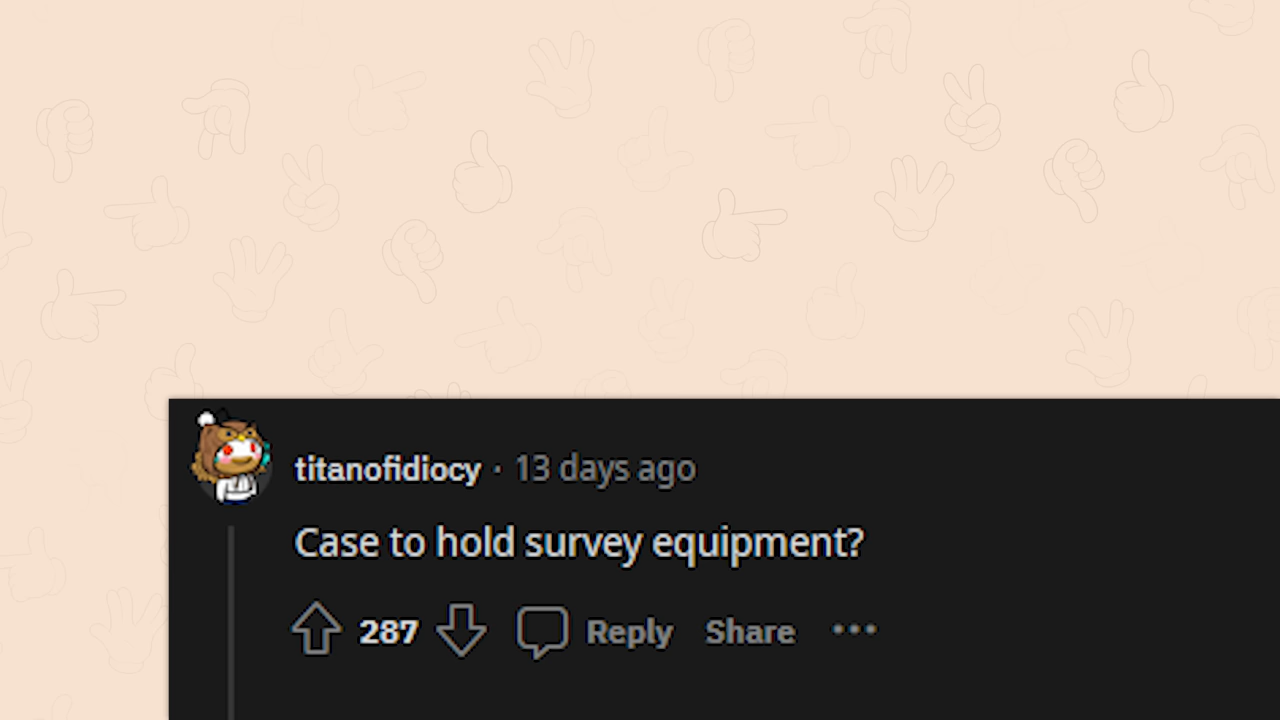 titanofidiocy · 13 days ago
Case to hold survey equipment?
287 Reply Share ···